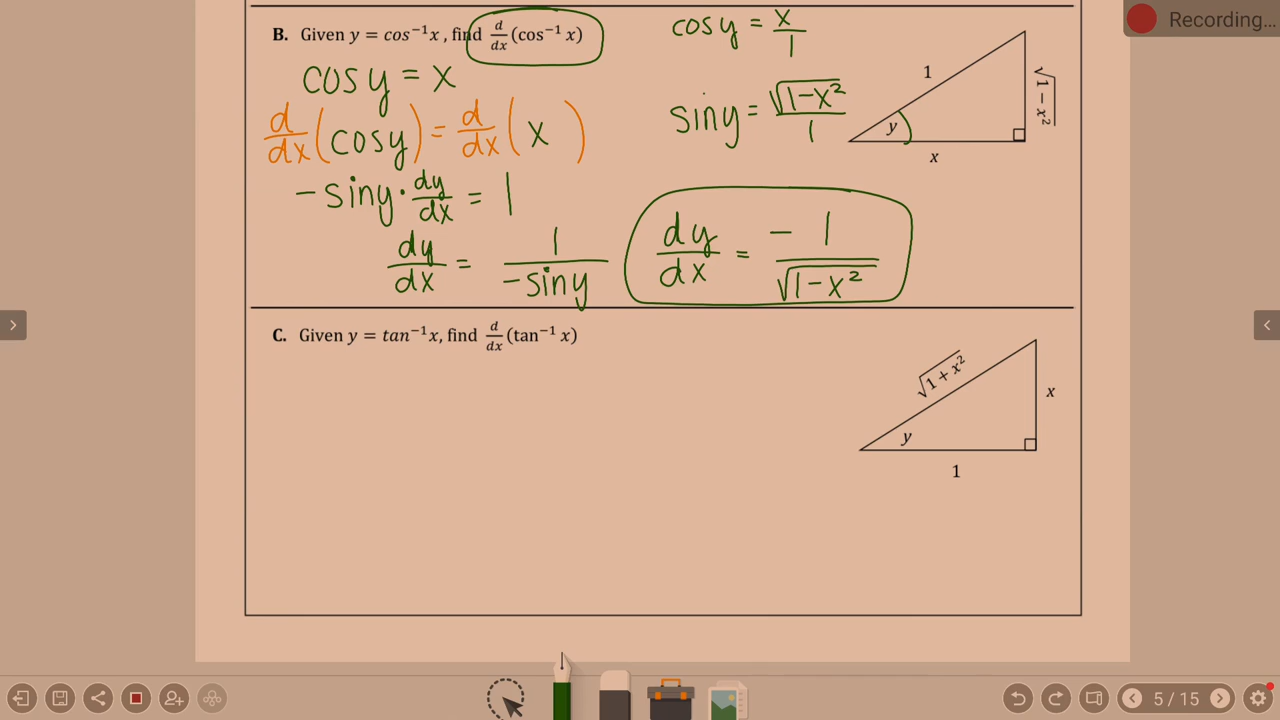 Recording...
B. Given y = cos⁻¹x , find d/dx (cos⁻¹ x)
cos y = x
d/dx (cos y) = d/dx ( x )
- sin y · dy/dx = 1
dy/dx = 1/(- sin y)
cos y = x/1
sin y = √(1-x²)/1
dy/dx = - 1/√(1-x²)
1
√(1 − x²)
y
x
C. Given y = tan⁻¹x, find d/dx (tan⁻¹ x)
√(1 + x²)
x
y
1
5 / 15